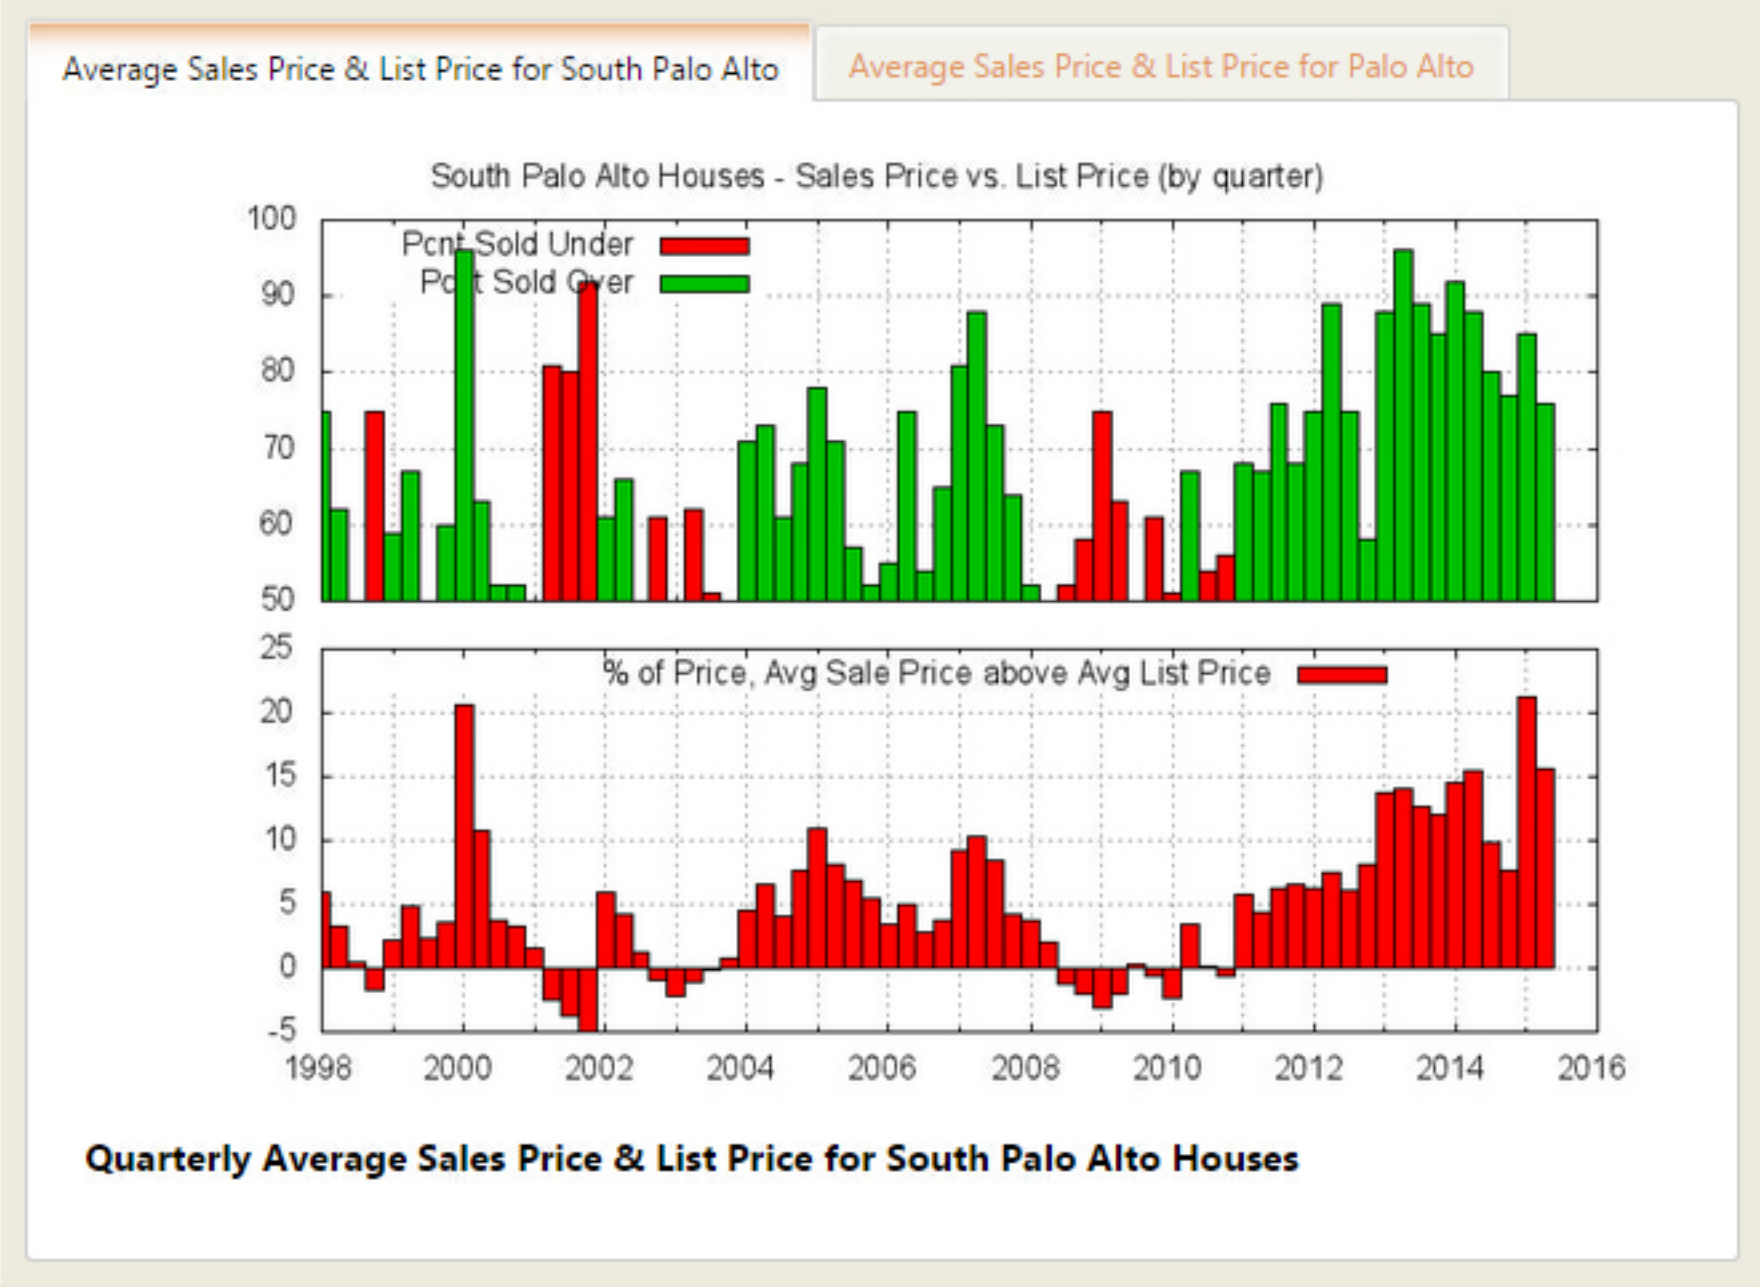 Average Sales Price & List Price for South Palo Alto
Average Sales Price & List Price for Palo Alto
South Palo Alto Houses - Sales Price vs. List Price (by quarter)
Pcnt Sold Under
Pcnt Sold Over
100
90
80
70
60
50
% of Price, Avg Sale Price above Avg List Price
25
20
15
10
5
0
-5
1998 2000 2002 2004 2006 2008 2010 2012 2014 2016
Quarterly Average Sales Price & List Price for South Palo Alto Houses